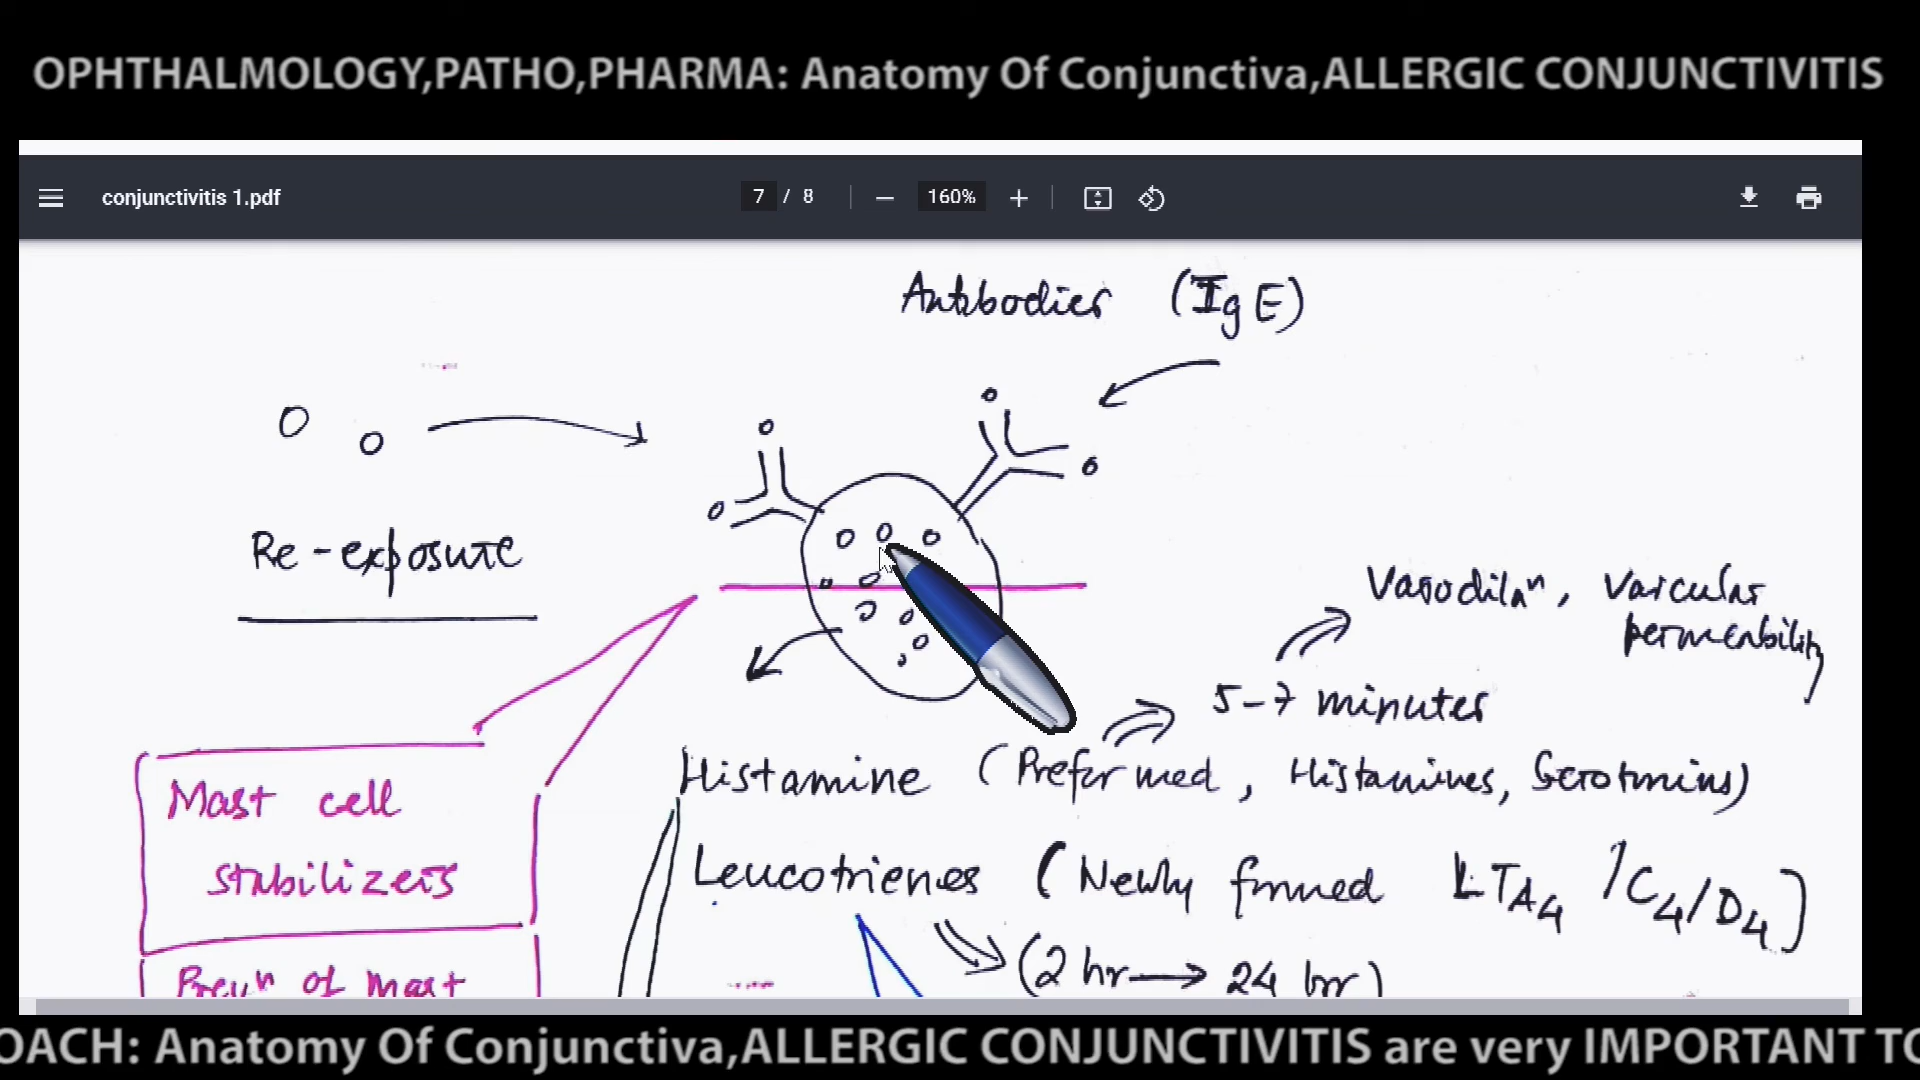 OPHTHALMOLOGY,PATHO,PHARMA: Anatomy Of Conjunctiva,ALLERGIC CONJUNCTIVITIS
conjunctivitis 1.pdf
7 / 8
160%
Antibodies (IgE)
Re-exposure
Vasodilaⁿ, Vascular
permeability
5-7 minutes
Histamine (Preformed, Histamines, Serotonins)
Mast cell
stabilizers
Leucotrienes (Newly formed LTA4 /C4/D4)
(2 hr → 24 hr)
of Mast
OACH: Anatomy Of Conjunctiva,ALLERGIC CONJUNCTIVITIS are very IMPORTANT TO